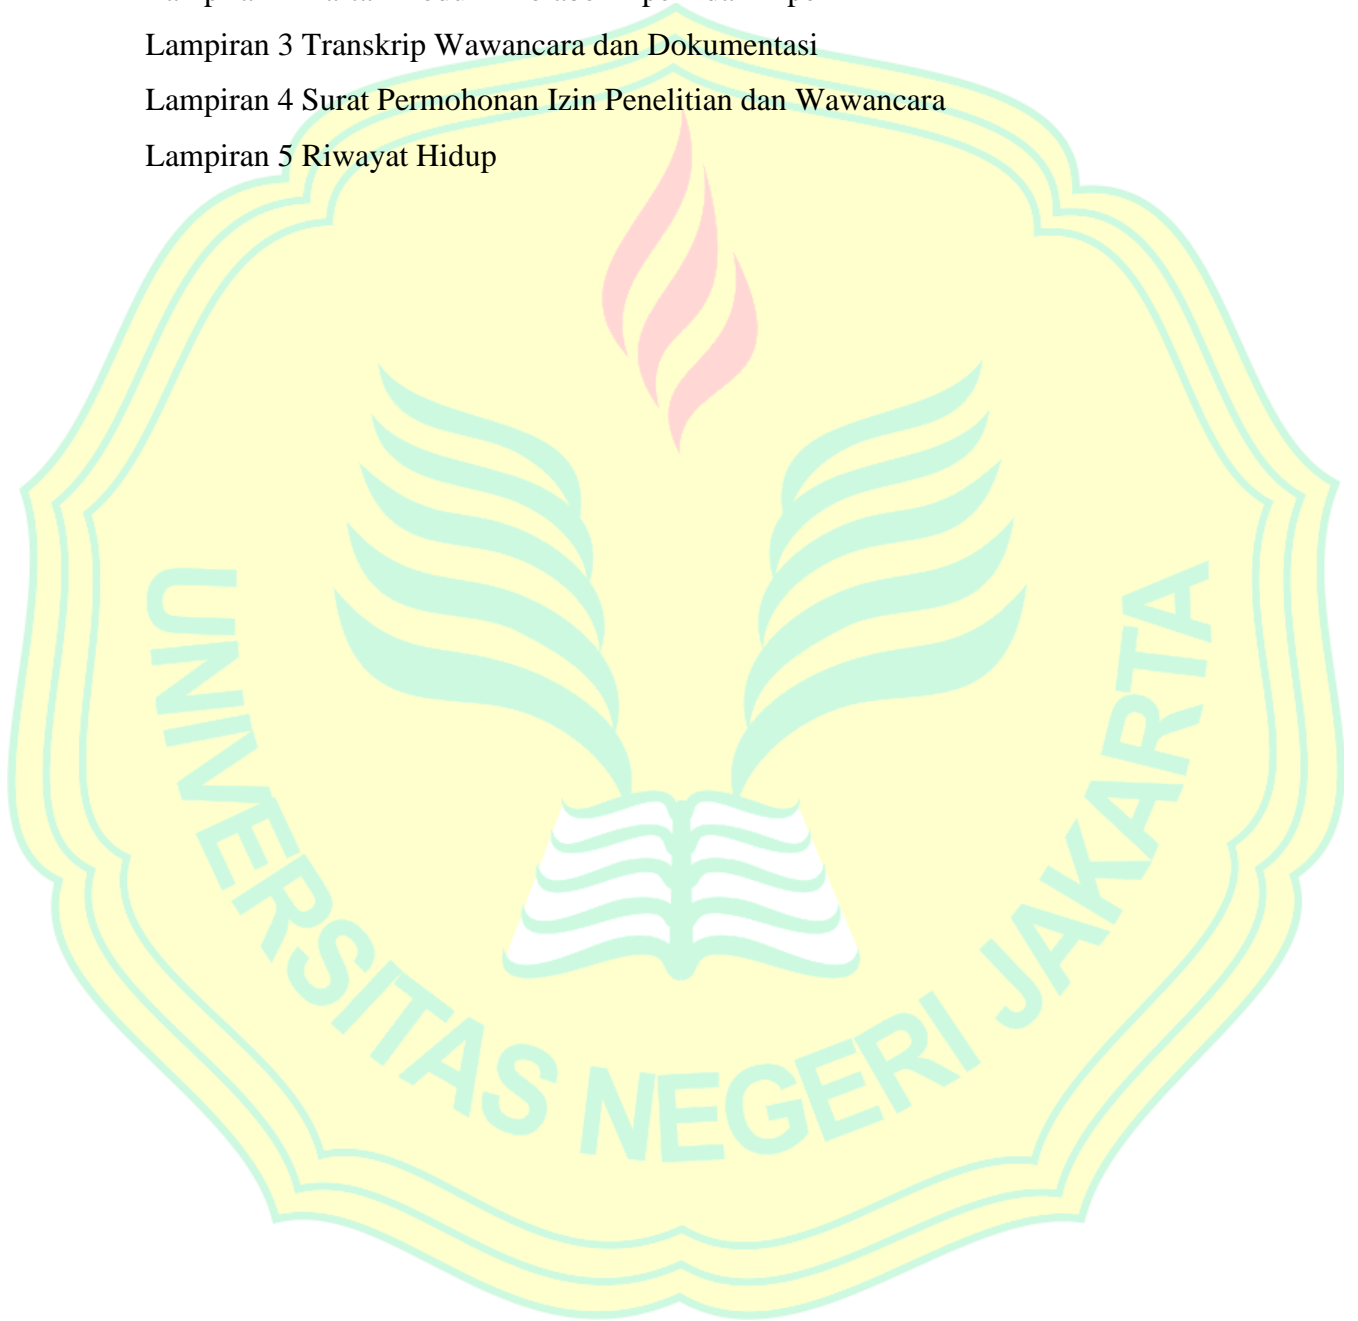 Lampiran 3 Transkrip Wawancara dan Dokumentasi
Lampiran 4 Surat Permohonan Izin Penelitian dan Wawancara
Lampiran 5 Riwayat Hidup
UNIVERSITAS NEGERI JAKARTA